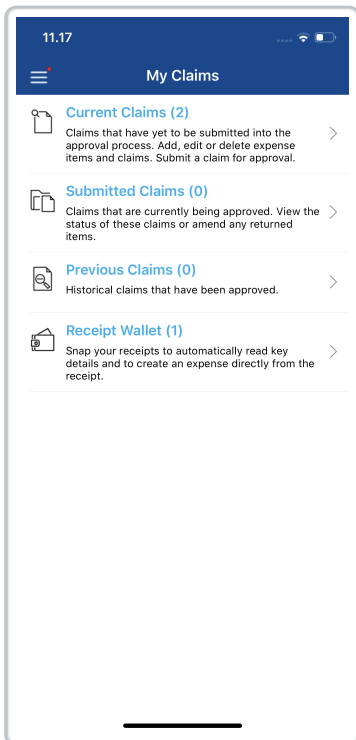 11.17
My Claims
Current Claims (2)
Claims that have yet to be submitted into the
approval process. Add, edit or delete expense
items and claims. Submit a claim for approval.
Submitted Claims (0)
Claims that are currently being approved. View the
status of these claims or amend any returned
items.
Previous Claims (0)
Historical claims that have been approved.
Receipt Wallet (1)
Snap your receipts to automatically read key
details and to create an expense directly from the
receipt.